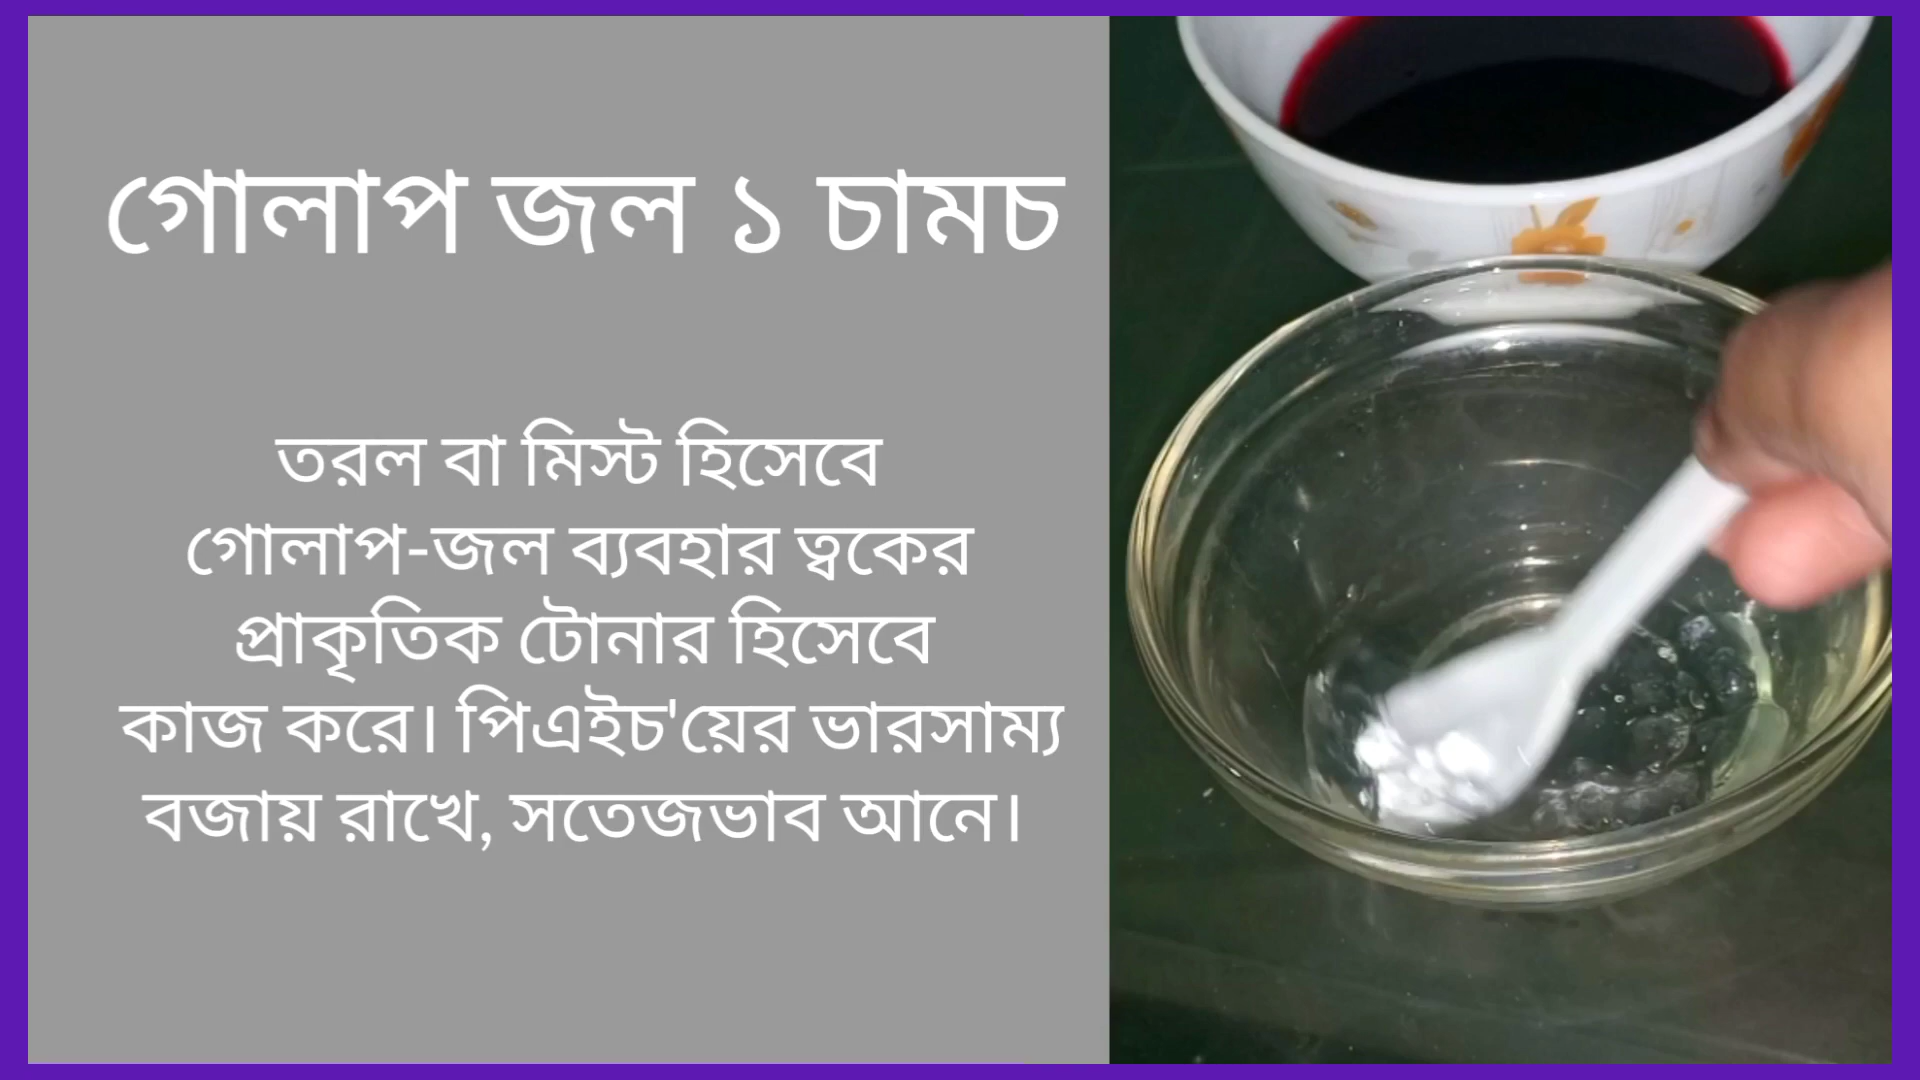 গোলাপ জল ১ চামচ
তরল বা মিস্ট হিসেবে
গোলাপ-জল ব্যবহার ত্বকের
প্রাকৃতিক টোনার হিসেবে
কাজ করে। পিএইচ'য়ের ভারসাম্য
বজায় রাখে, সতেজভাব আনে।